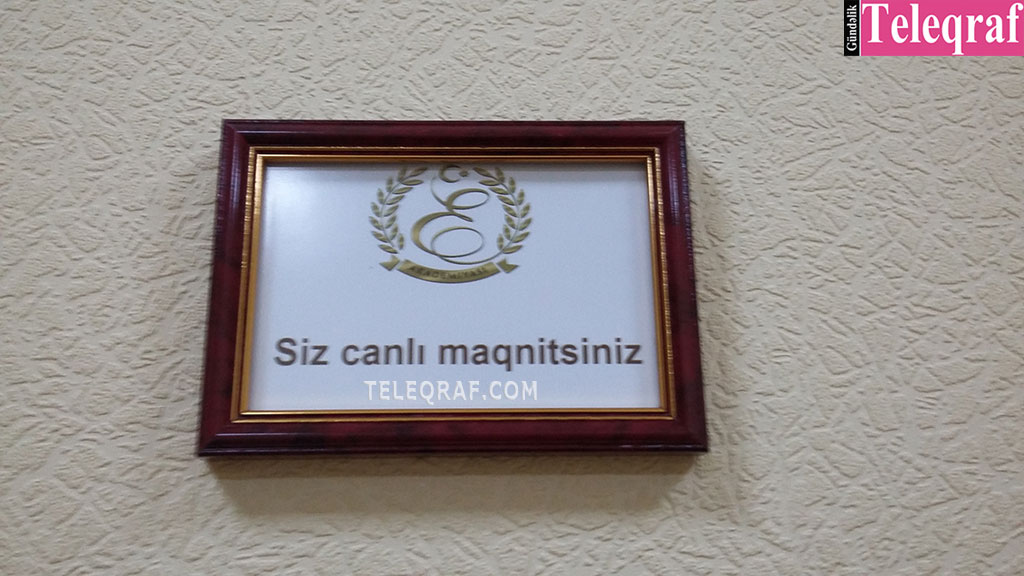 Gündəlik
Teleqraf
E
Siz canlı maqnitsiniz
TELEQRAF.COM